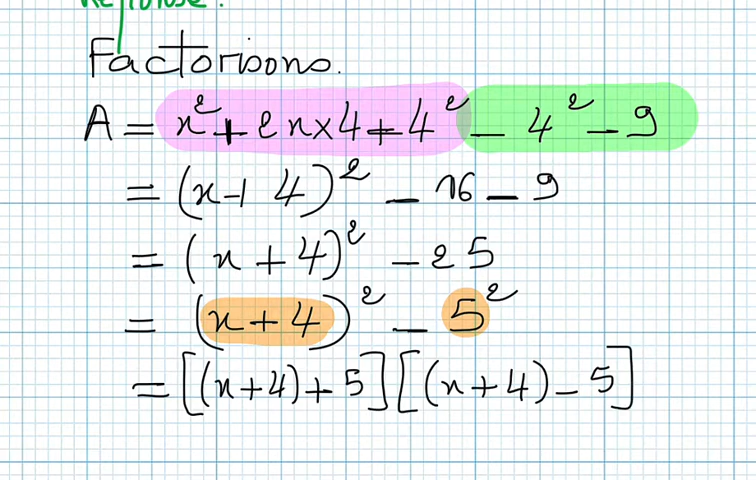 Réponse:
Factorisons.
A = x² + 2x×4 + 4² - 4² - 9
= (x + 4)² - 16 - 9
= (x + 4)² - 25
= (x + 4)² - 5²
= [(x+4)+5][(x+4)-5]